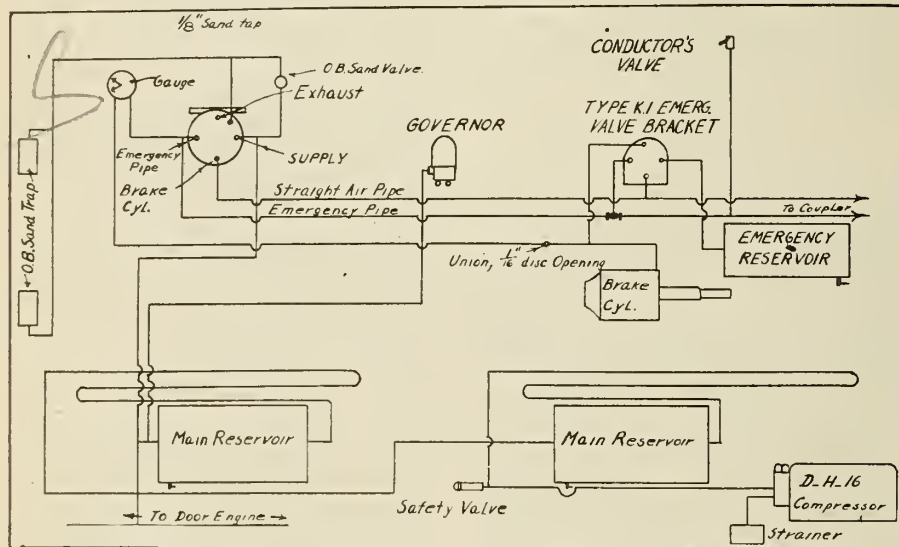 1/8" Sand tap
Gauge
O.B. Sand Valve.
Exhaust
Emergency
Pipe
SUPPLY
Brake
Cyl.
O.B. Sand Trap
GOVERNOR
CONDUCTOR'S
VALVE
TYPE K.1 EMERG.
VALVE BRACKET
Straight Air Pipe
Emergency Pipe
To Coupler
Union, 1/16" disc Opening
EMERGENCY
RESERVOIR
Brake
Cyl.
Main Reservoir
Main Reservoir
Safety Valve
D-H-16
Compressor
Strainer
To Door Engine